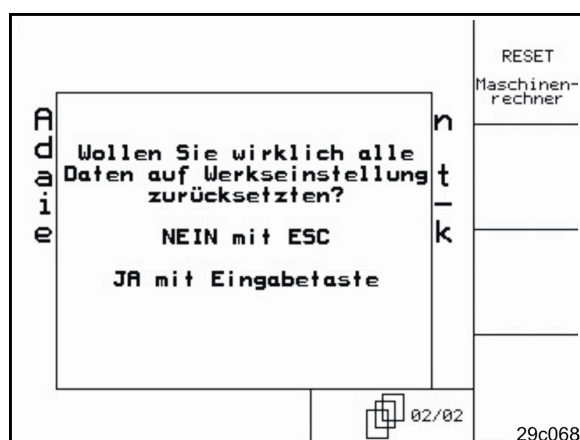 RESET
Maschinen-
rechner
A n
d
a t
i -
e k
Wollen Sie wirklich alle
Daten auf Werkseinstellung
zurücksetzten?
NEIN mit ESC
JA mit Eingabetaste
02/02
29c068